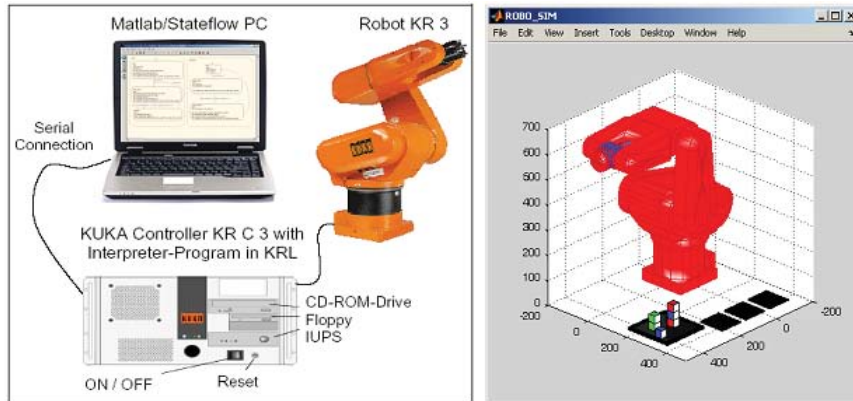 Matlab/Stateflow PC
Robot KR 3
Serial
Connection
KUKA
KUKA Controller KR C 3 with
Interpreter-Program in KRL
CD-ROM-Drive
Floppy
IUPS
ON / OFF
Reset
ROBO_SIM
File Edit View Insert Tools Desktop Window Help
700
600
500
400
300
200
100
0
-200
0
200
400
400
200
0
-200